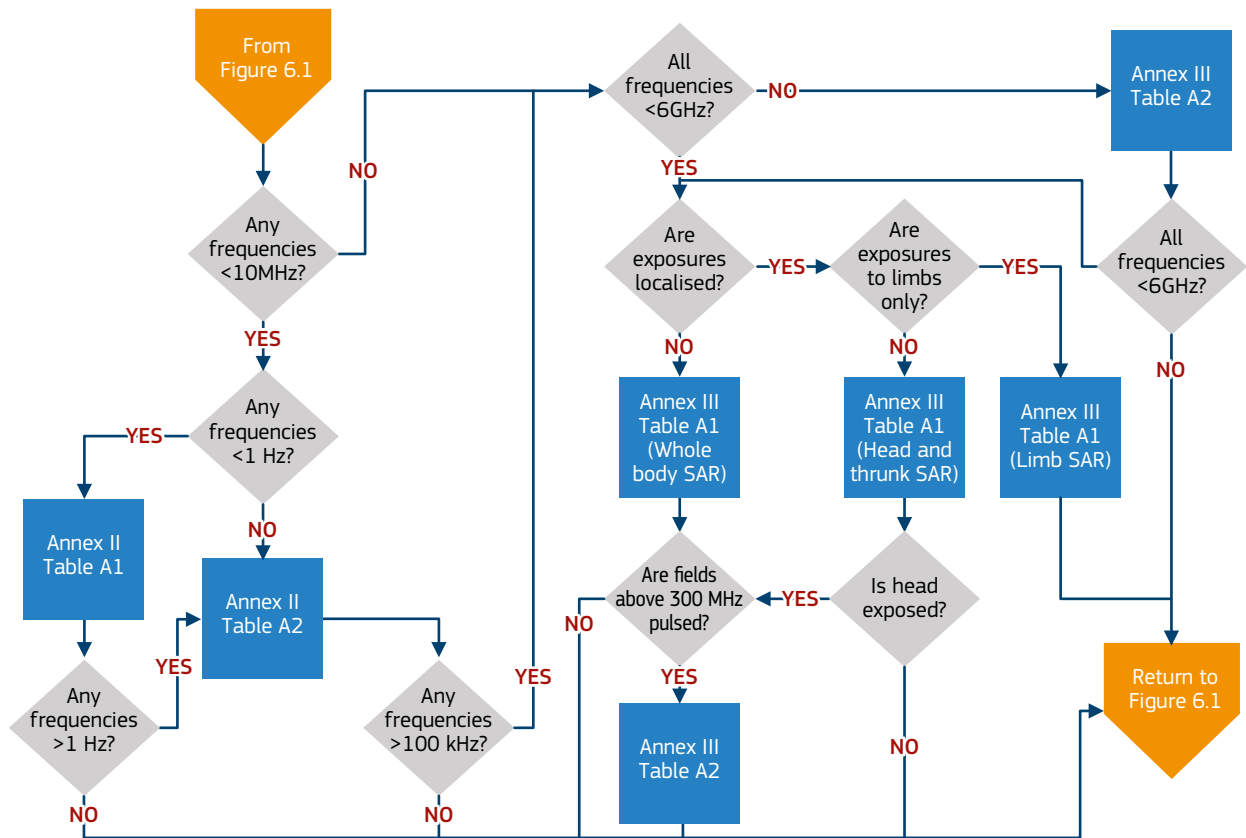 From
Figure 6.1
Any
frequencies
<10MHz?
NO
YES
Any
frequencies
<1 Hz?
YES
NO
Annex II
Table A1
Annex II
Table A2
Any
frequencies
>1 Hz?
YES
NO
Any
frequencies
>100 kHz?
YES
NO
All
frequencies
<6GHz?
NO
YES
Annex III
Table A2
All
frequencies
<6GHz?
NO
Are
exposures
localised?
YES
NO
Are
exposures
to limbs
only?
YES
NO
Annex III
Table A1
(Whole
body SAR)
Annex III
Table A1
(Head and
thrunk SAR)
Annex III
Table A1
(Limb SAR)
Are fields
above 300 MHz
pulsed?
NO
YES
YES
Is head
exposed?
NO
Annex III
Table A2
Return to
Figure 6.1